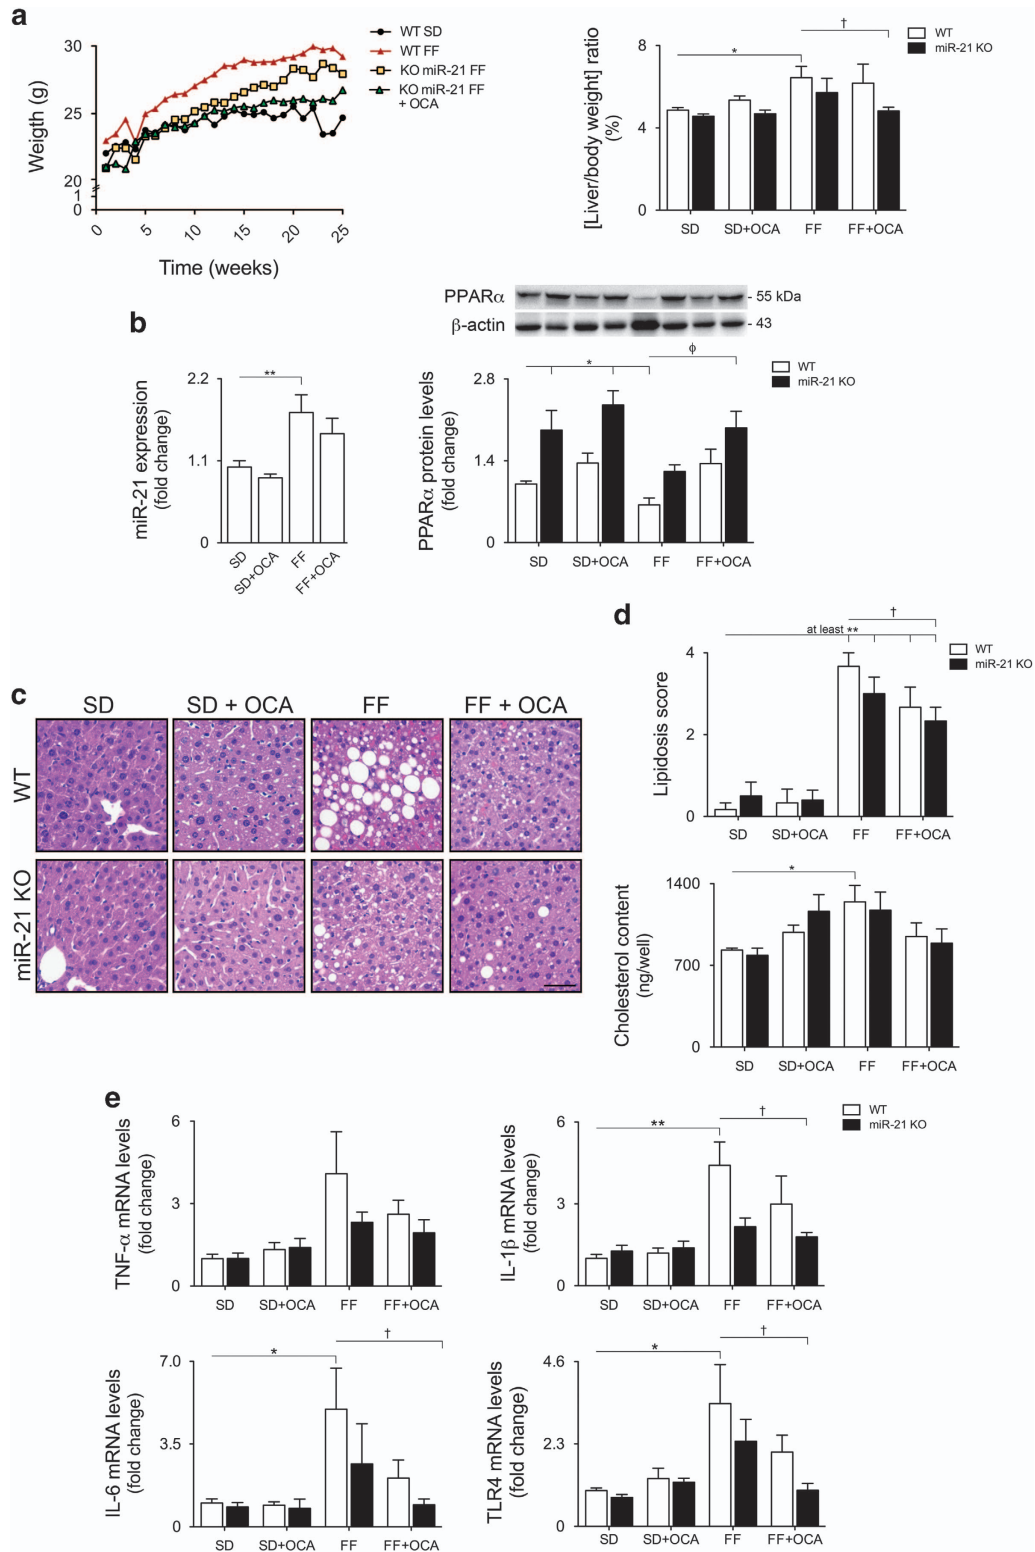 a
WT SD
WT FF
KO miR-21 FF
KO miR-21 FF
+ OCA
Weigth (g)
30
25
20
1
0
0 5 10 15 20 25
Time (weeks)
[Liver/body weight] ratio
(%)
8
4
0
SD SD+OCA FF FF+OCA
* †
WT
miR-21 KO
b
miR-21 expression
(fold change)
2.2
1.1
0
**
SD SD+OCA FF FF+OCA
PPARα - 55 kDa
β-actin - 43
PPARα protein levels
(fold change)
2.8
1.4
0
* ϕ
SD SD+OCA FF FF+OCA
WT
miR-21 KO
c
SD SD + OCA FF FF + OCA
WT
miR-21 KO
d
†
at least **
WT
miR-21 KO
Lipidosis score
4
2
0
SD SD+OCA FF FF+OCA
Cholesterol content
(ng/well)
1400
700
0
*
SD SD+OCA FF FF+OCA
e
TNF-α mRNA levels
(fold change)
6
3
0
SD SD+OCA FF FF+OCA
IL-1β mRNA levels
(fold change)
6
3
0
** †
SD SD+OCA FF FF+OCA
WT
miR-21 KO
IL-6 mRNA levels
(fold change)
7.0
3.5
0
* †
SD SD+OCA FF FF+OCA
TLR4 mRNA levels
(fold change)
4.6
2.3
0
* †
SD SD+OCA FF FF+OCA